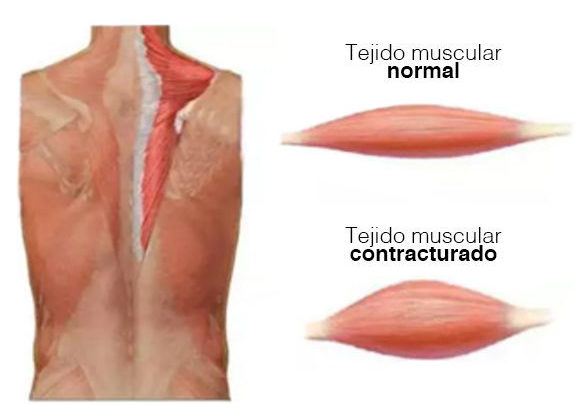 Tejido muscular
normal
Tejido muscular
contracturado